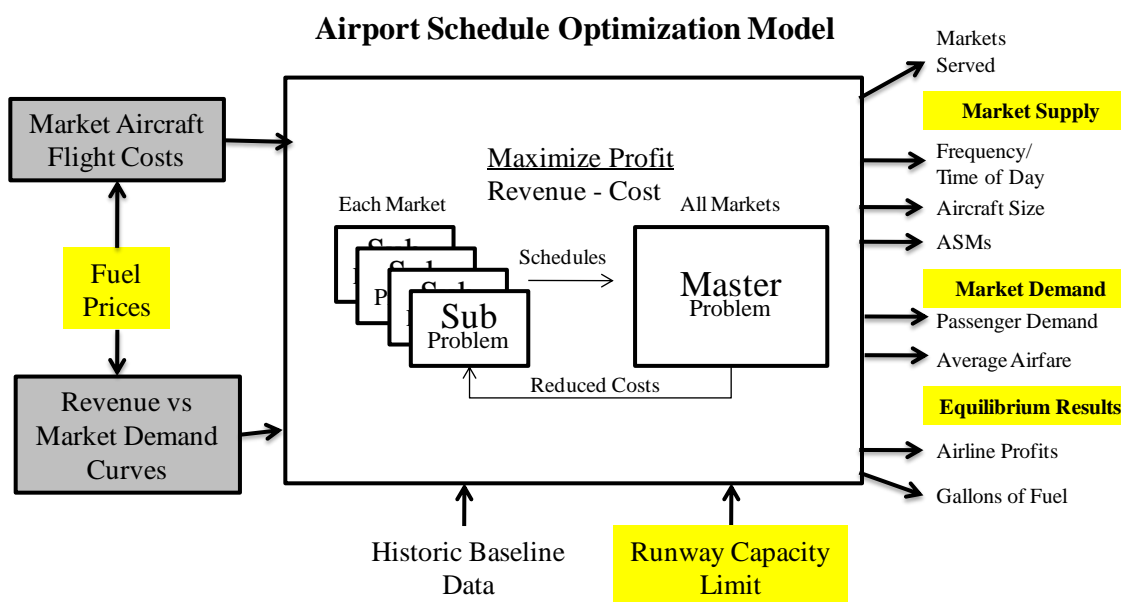 Airport Schedule Optimization Model
Market Aircraft
Flight Costs
Fuel
Prices
Revenue vs
Market Demand
Curves
Maximize Profit
Revenue - Cost
Each Market
All Markets
Sub
Problem
Schedules
Master
Problem
Reduced Costs
Historic Baseline
Data
Runway Capacity
Limit
Markets
Served
Market Supply
Frequency/
Time of Day
Aircraft Size
ASMs
Market Demand
Passenger Demand
Average Airfare
Equilibrium Results
Airline Profits
Gallons of Fuel